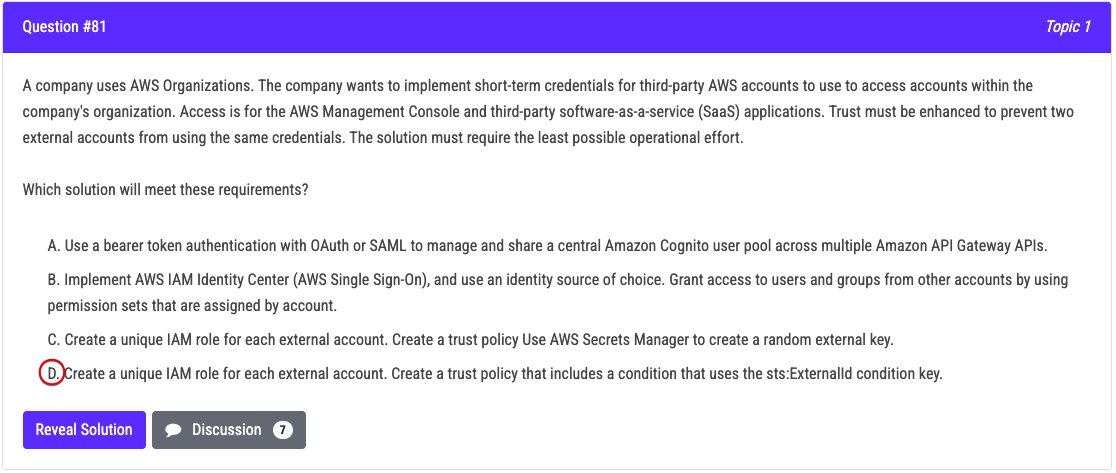 Question #81
Topic 1
A company uses AWS Organizations. The company wants to implement short-term credentials for third-party AWS accounts to use to access accounts within the
company's organization. Access is for the AWS Management Console and third-party software-as-a-service (SaaS) applications. Trust must be enhanced to prevent two
external accounts from using the same credentials. The solution must require the least possible operational effort.
Which solution will meet these requirements?
A. Use a bearer token authentication with OAuth or SAML to manage and share a central Amazon Cognito user pool across multiple Amazon API Gateway APIs.
B. Implement AWS IAM Identity Center (AWS Single Sign-On), and use an identity source of choice. Grant access to users and groups from other accounts by using
permission sets that are assigned by account.
C. Create a unique IAM role for each external account. Create a trust policy Use AWS Secrets Manager to create a random external key.
D. Create a unique IAM role for each external account. Create a trust policy that includes a condition that uses the sts:ExternalId condition key.
Reveal Solution
Discussion 7